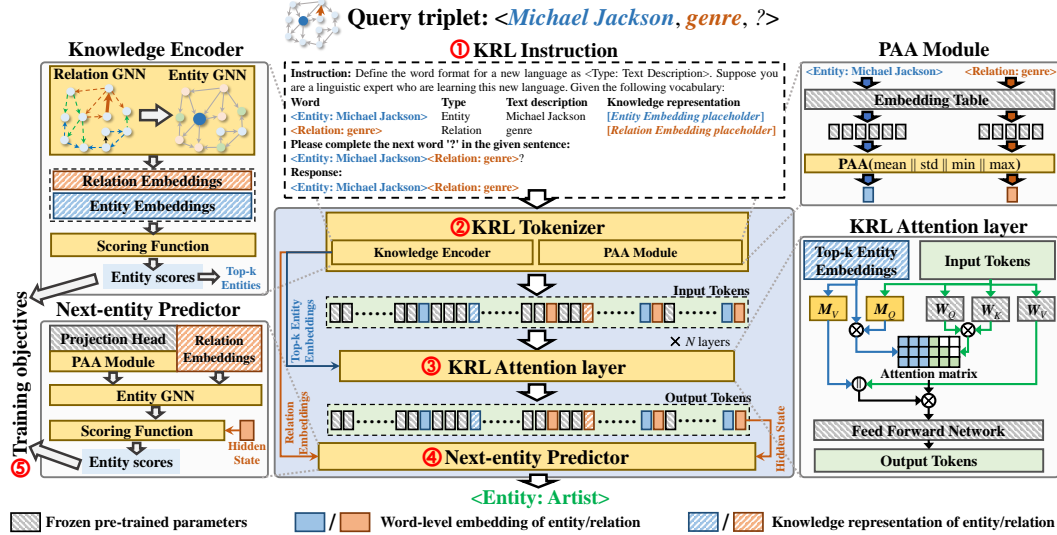 Query triplet: <Michael Jackson, genre, ?>
Knowledge Encoder
Relation GNN
Entity GNN
Relation Embeddings
Entity Embeddings
Scoring Function
Entity scores
Top-k
Entities
① KRL Instruction
Instruction: Define the word format for a new language as <Type: Text Description>. Suppose you
are a linguistic expert who are learning this new language. Given the following vocabulary:
Word Type Text description Knowledge representation
<Entity: Michael Jackson> Entity Michael Jackson [Entity Embedding placeholder]
<Relation: genre> Relation genre [Relation Embedding placeholder]
Please complete the next word '?' in the given sentence:
<Entity: Michael Jackson><Relation: genre>?
Response:
<Entity: Michael Jackson><Relation: genre>
PAA Module
<Entity: Michael Jackson>
<Relation: genre>
Embedding Table
PAA(mean || std || min || max)
② KRL Tokenizer
Knowledge Encoder
PAA Module
Input Tokens
Top-k Entity
Embeddings
× N layers
③ KRL Attention layer
Output Tokens
Relation
Embeddings
Hidden State
④ Next-entity Predictor
<Entity: Artist>
Next-entity Predictor
Projection Head
PAA Module
Relation
Embeddings
Entity GNN
Scoring Function
Hidden
State
Entity scores
⑤ Training objectives
KRL Attention layer
Top-k Entity
Embeddings
Input Tokens
M_V
M_Q
W_Q
W_K
W_V
Attention matrix
||
Feed Forward Network
Output Tokens
Frozen pre-trained parameters
/ Word-level embedding of entity/relation
/ Knowledge representation of entity/relation